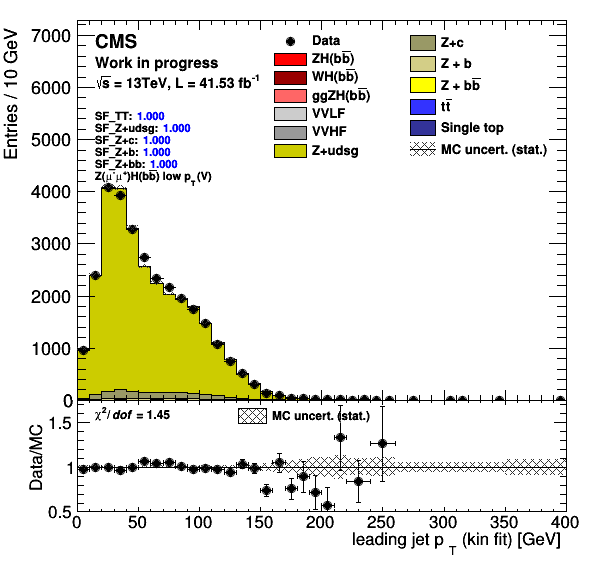 CMS
Work in progress
√s = 13TeV, L = 41.53 fb⁻¹
SF_TT: 1.000
SF_Z+udsg: 1.000
SF_Z+c: 1.000
SF_Z+b: 1.000
SF_Z+bb: 1.000
Z(μ⁻μ⁺)H(bb̅) low p_T(V)
Data
ZH(bb̅)
WH(bb̅)
ggZH(bb̅)
VVLF
VVHF
Z+udsg
Z+c
Z + b
Z + bb̅
tt̅
Single top
MC uncert. (stat.)
Entries / 10 GeV
7000
6000
5000
4000
3000
2000
1000
0
χ²/dof = 1.45
MC uncert. (stat.)
Data/MC
1.5
1
0.5
0 50 100 150 200 250 300 350 400
leading jet p_T (kin fit) [GeV]